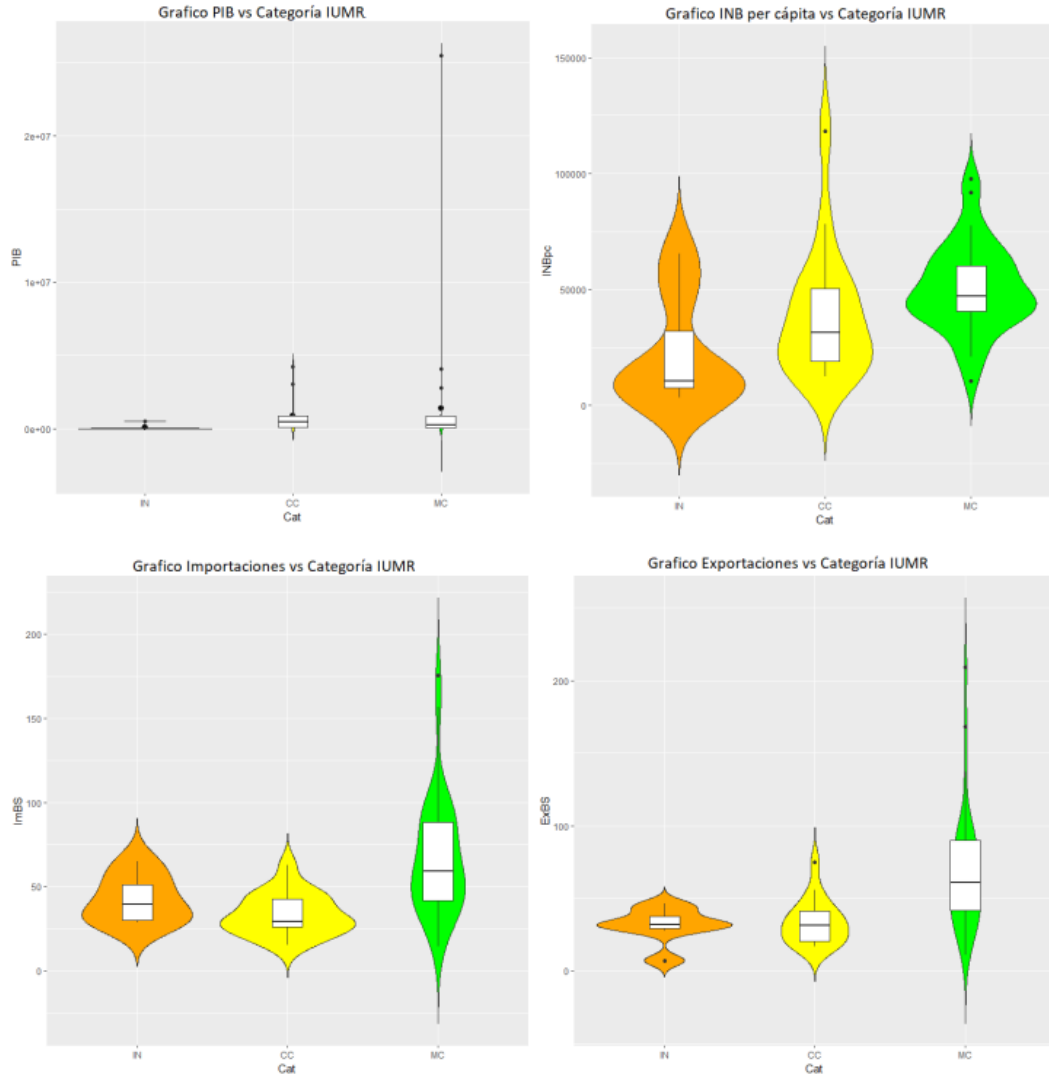 Grafico PIB vs Categoría IUMR
PIB
2e+07
1e+07
0e+00
IN
CC
MC
Cat
Grafico INB per cápita vs Categoría IUMR
INBpc
150000
100000
50000
0
IN
CC
MC
Cat
Grafico Importaciones vs Categoría IUMR
ImBS
200
150
100
50
0
IN
CC
MC
Cat
Grafico Exportaciones vs Categoría IUMR
ExBS
200
100
0
IN
CC
MC
Cat